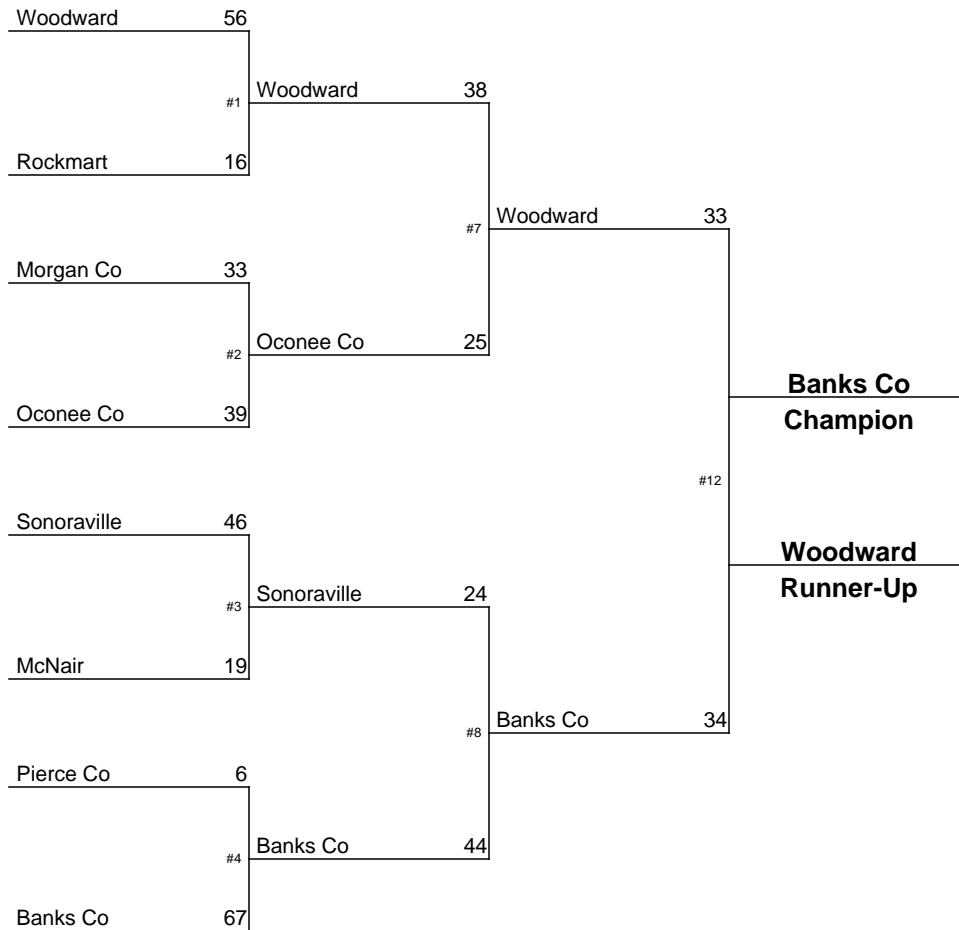 Woodward 56
#1 Woodward 38
Rockmart 16
#7 Woodward 33
Morgan Co 33
#2 Oconee Co 25
Oconee Co 39
Banks Co
Champion
#12
Sonoraville 46
Woodward
Runner-Up
#3 Sonoraville 24
McNair 19
#8 Banks Co 34
Pierce Co 6
#4 Banks Co 44
Banks Co 67